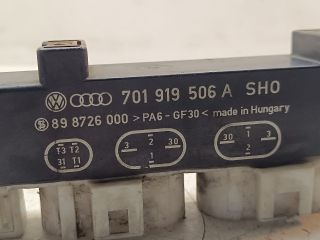 701 919 506 A SHO
89 8726 000 >PA6-GF30< made in Hungary
T3 T2 2 1
3 30 30 3
31 T1 1 2